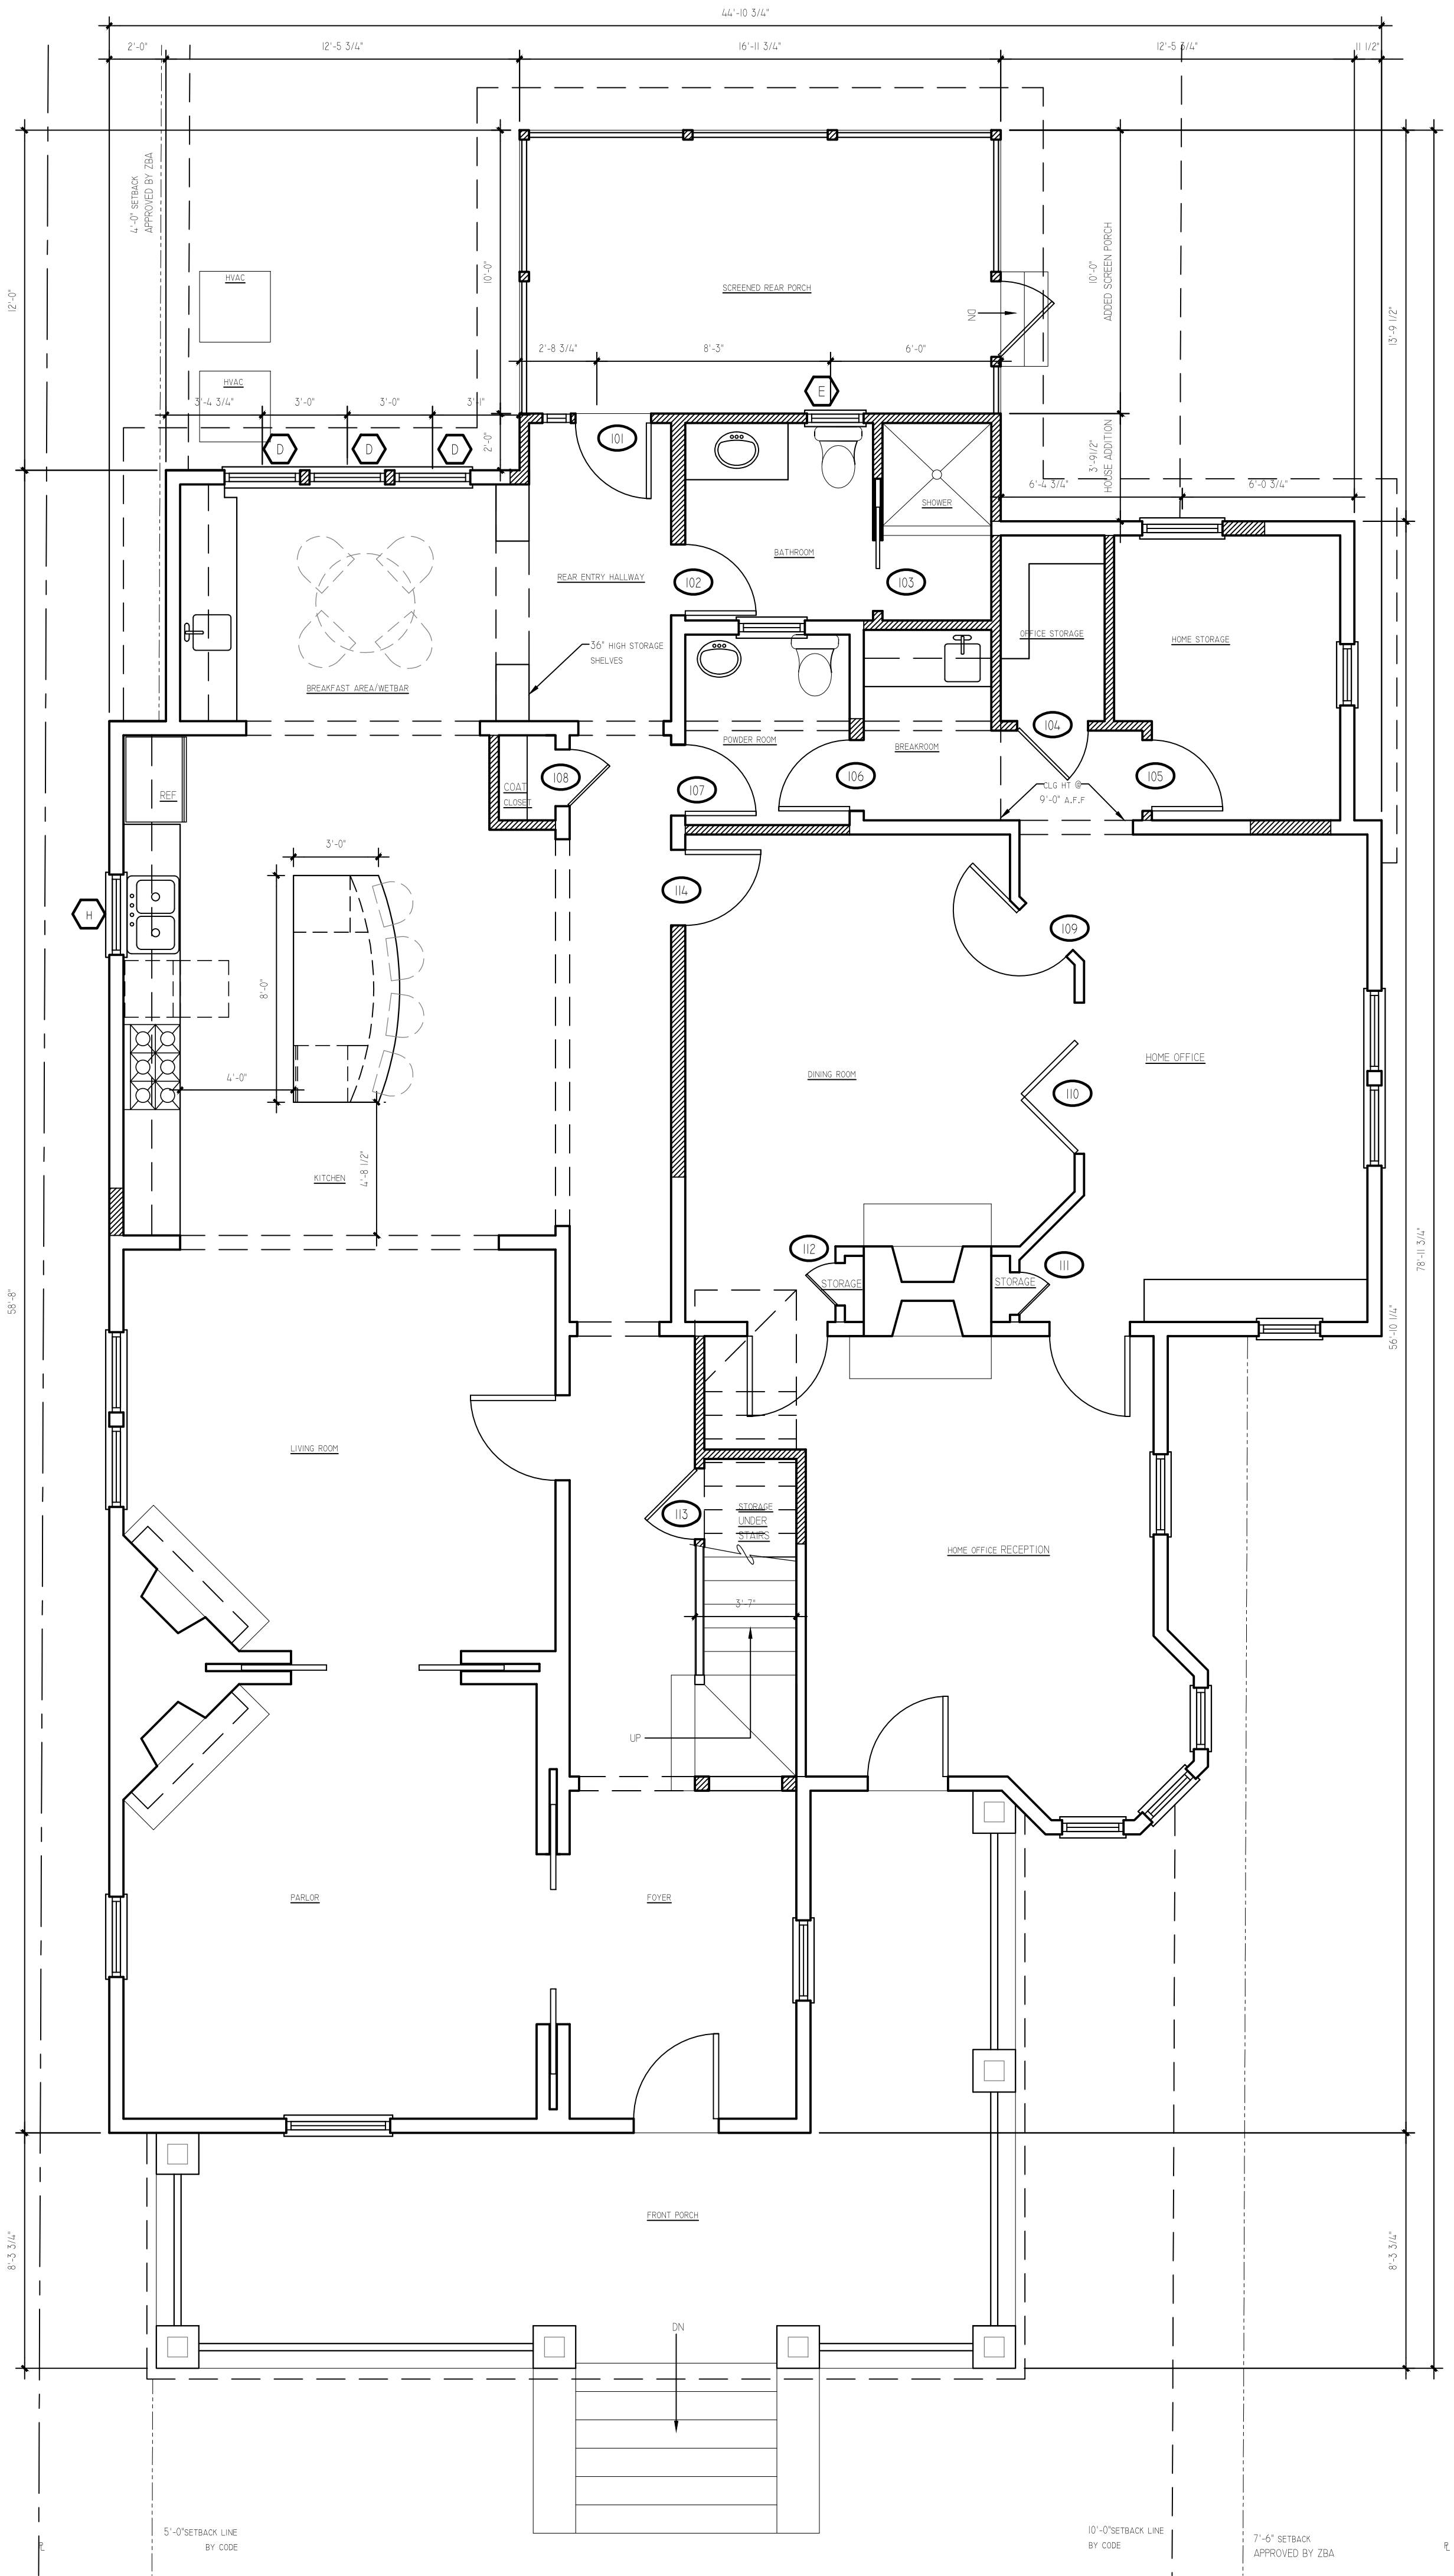 44'-10 3/4"
2'-0"
12'-5 3/4"
16'-11 3/4"
12'-5 3/4"
11 1/2"
4'-0" SETBACK
APPROVED BY ZBA
HVAC
HVAC
12'-0"
10'-0"
SCREENED REAR PORCH
DN
10'-0"
ADDED SCREEN PORCH
13'-9 1/2"
2'-8 3/4"
8'-3"
6'-0"
E
3'-4 3/4"
3'-0"
3'-0"
3'-1"
2'-0"
D
D
D
101
3'-91/2"
HOUSE ADDITION
6'-4 3/4"
6'-0 3/4"
SHOWER
BATHROOM
REAR ENTRY HALLWAY
102
103
36" HIGH STORAGE
SHELVES
OFFICE STORAGE
HOME STORAGE
BREAKFAST AREA/WETBAR
POWDER ROOM
BREAKROOM
104
105
106
107
108
COAT
CLOSET
CLG HT @
9'-0" A.F.F
REF
3'-0"
114
H
109
8'-0"
4'-0"
DINING ROOM
HOME OFFICE
110
KITCHEN
4'-8 1/2"
112
111
STORAGE
STORAGE
58'-8"
78'-11 3/4"
56'-10 1/4"
LIVING ROOM
113
STORAGE
UNDER
STAIRS
HOME OFFICE RECEPTION
3'-7"
UP
PARLOR
FOYER
FRONT PORCH
8'-3 3/4"
8'-3 3/4"
DN
5'-0"SETBACK LINE
BY CODE
10'-0"SETBACK LINE
BY CODE
7'-6" SETBACK
APPROVED BY ZBA
PL
PL